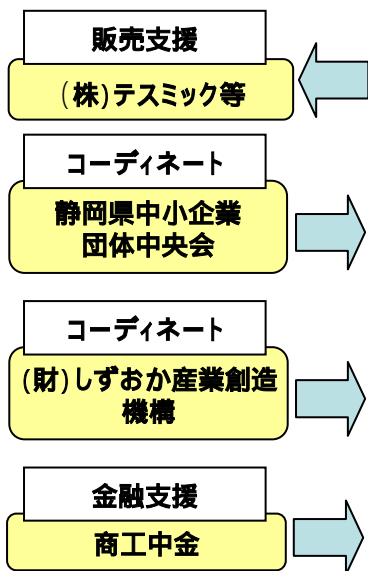 販売支援
(株)テスミック等
コーディネート
静岡県中小企業
団体中央会
コーディネート
(財)しずおか産業創造
機構
金融支援
商工中金